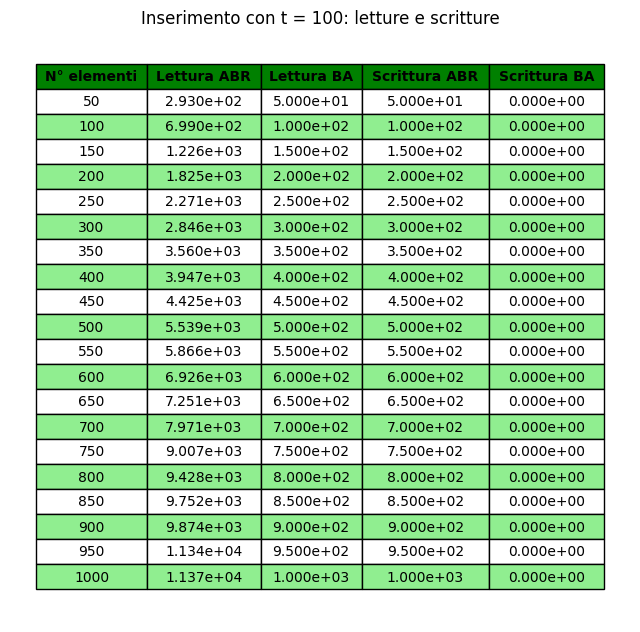 Inserimento con t = 100: letture e scritture
N° elementi Lettura ABR Lettura BA Scrittura ABR Scrittura BA
50 2.930e+02 5.000e+01 5.000e+01 0.000e+00
100 6.990e+02 1.000e+02 1.000e+02 0.000e+00
150 1.226e+03 1.500e+02 1.500e+02 0.000e+00
200 1.825e+03 2.000e+02 2.000e+02 0.000e+00
250 2.271e+03 2.500e+02 2.500e+02 0.000e+00
300 2.846e+03 3.000e+02 3.000e+02 0.000e+00
350 3.560e+03 3.500e+02 3.500e+02 0.000e+00
400 3.947e+03 4.000e+02 4.000e+02 0.000e+00
450 4.425e+03 4.500e+02 4.500e+02 0.000e+00
500 5.539e+03 5.000e+02 5.000e+02 0.000e+00
550 5.866e+03 5.500e+02 5.500e+02 0.000e+00
600 6.926e+03 6.000e+02 6.000e+02 0.000e+00
650 7.251e+03 6.500e+02 6.500e+02 0.000e+00
700 7.971e+03 7.000e+02 7.000e+02 0.000e+00
750 9.007e+03 7.500e+02 7.500e+02 0.000e+00
800 9.428e+03 8.000e+02 8.000e+02 0.000e+00
850 9.752e+03 8.500e+02 8.500e+02 0.000e+00
900 9.874e+03 9.000e+02 9.000e+02 0.000e+00
950 1.134e+04 9.500e+02 9.500e+02 0.000e+00
1000 1.137e+04 1.000e+03 1.000e+03 0.000e+00